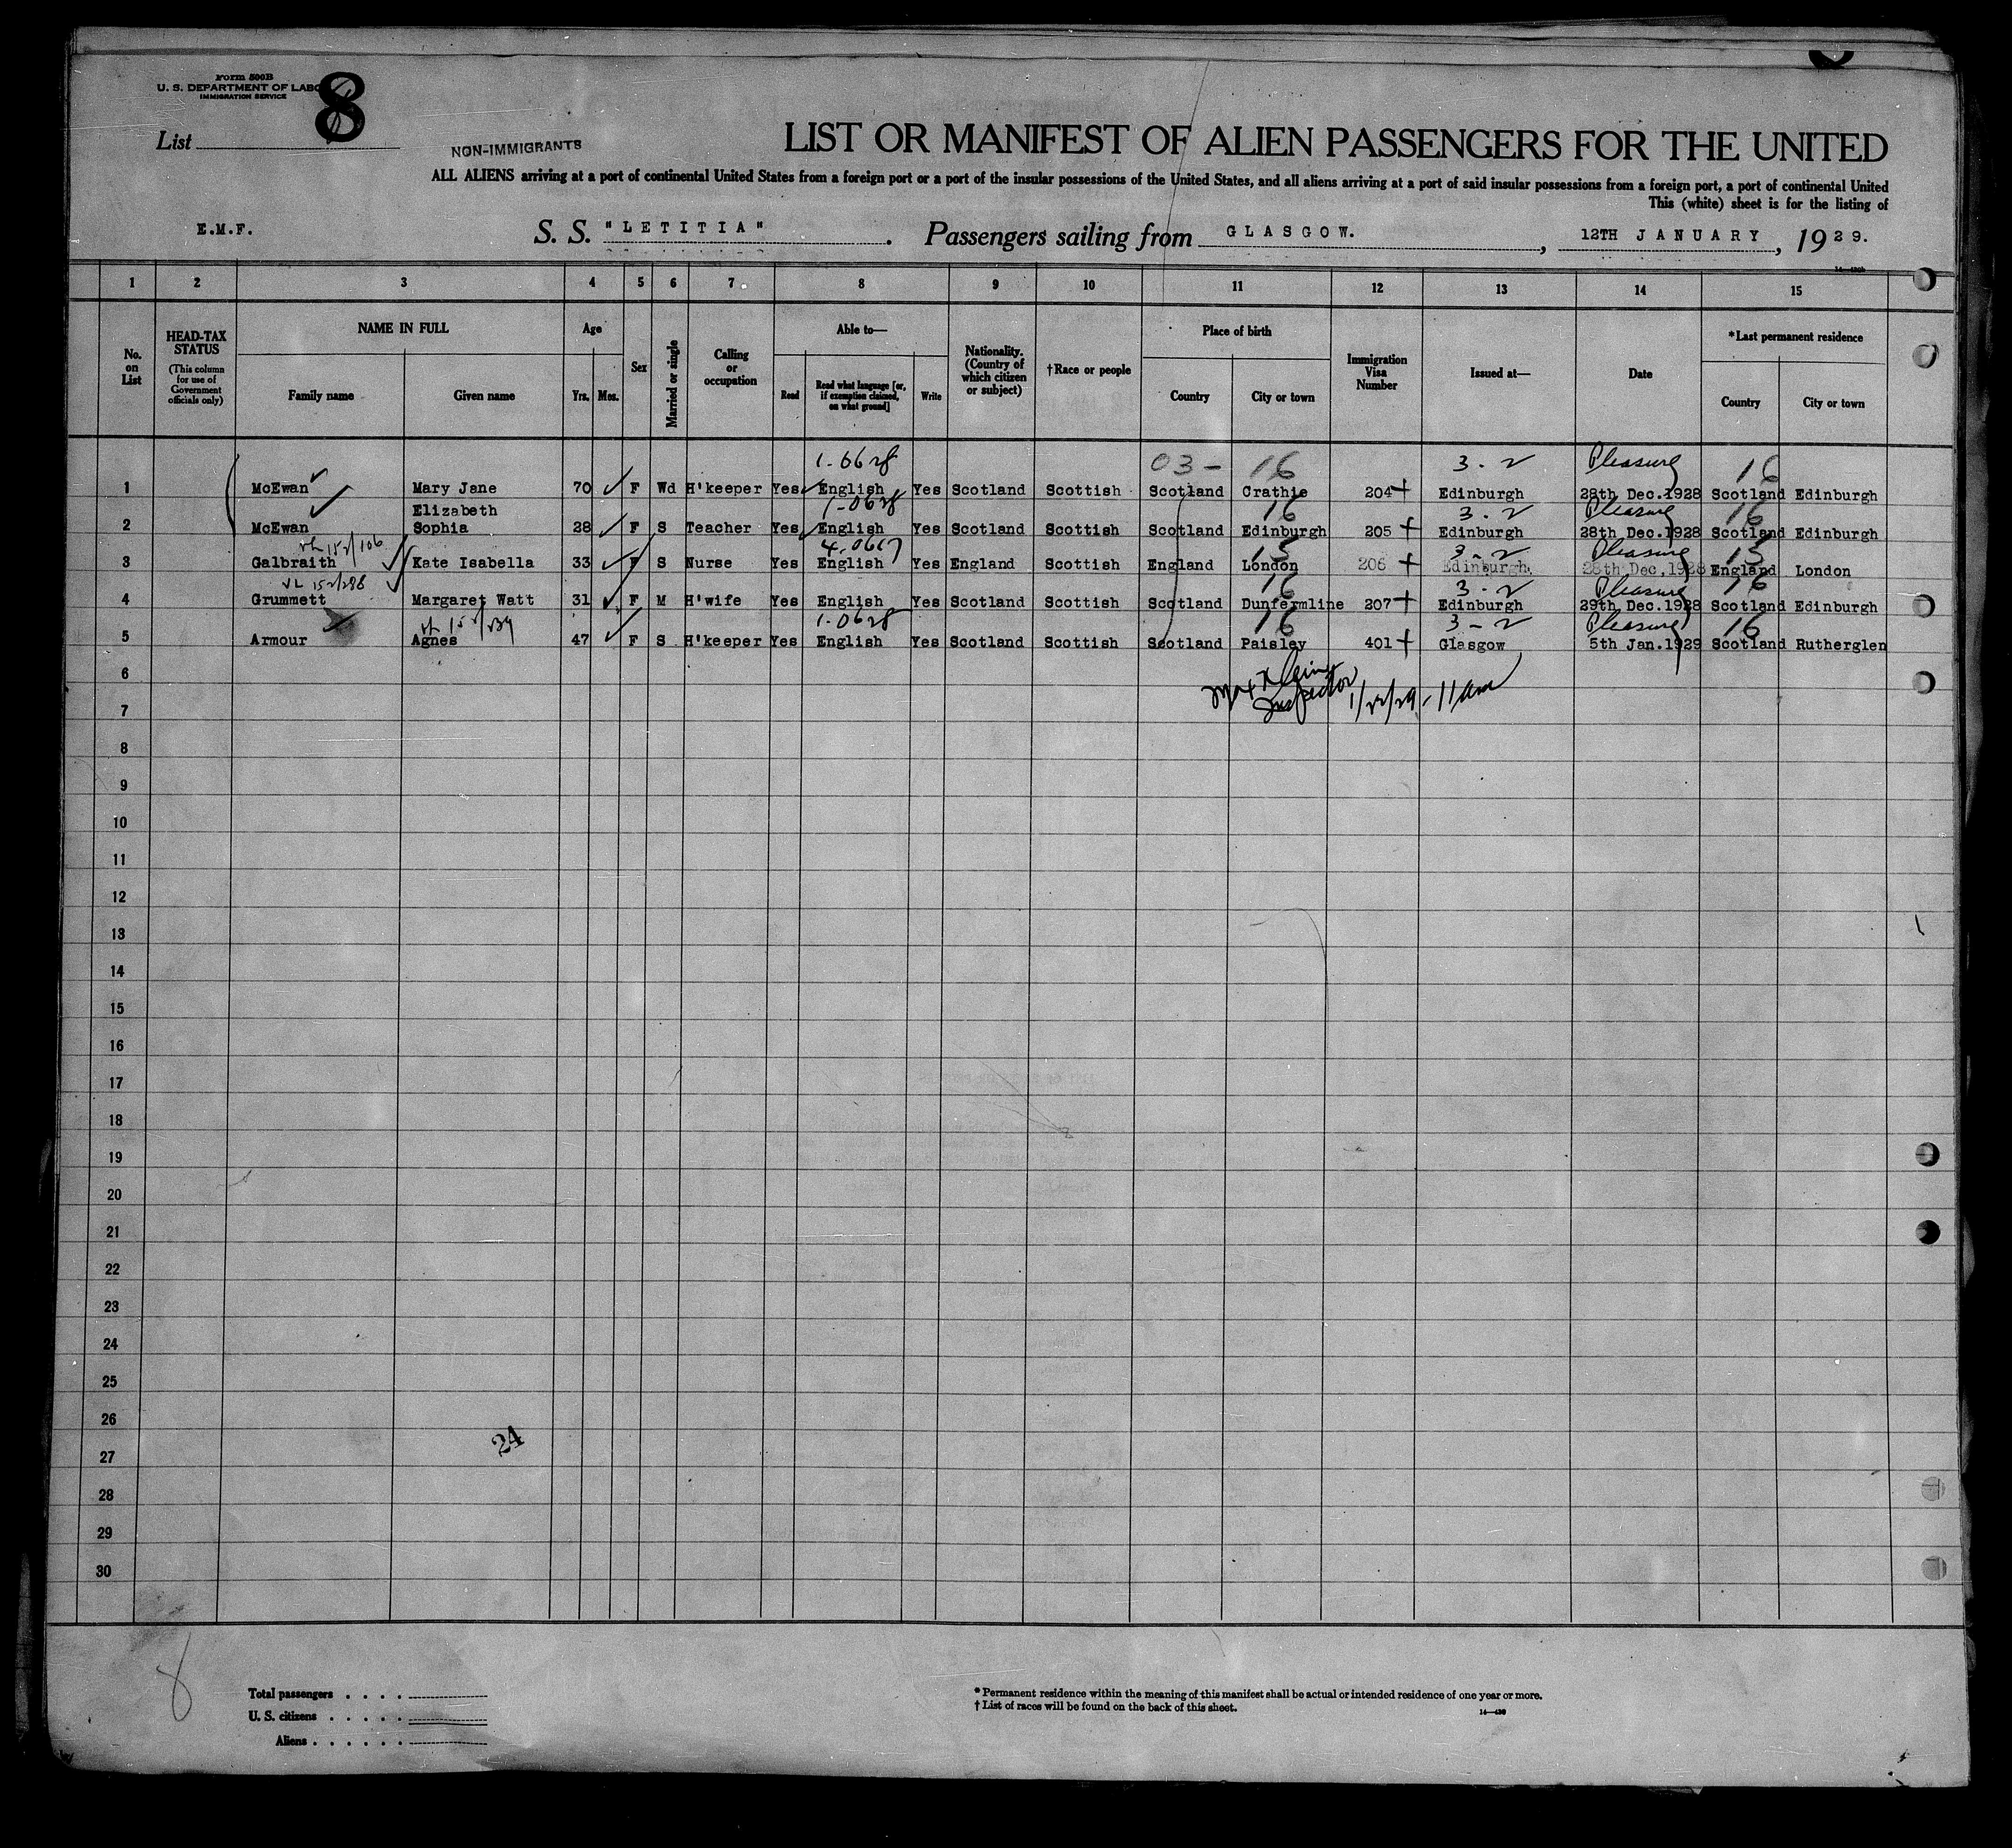 Form 500B
U. S. DEPARTMENT OF LABO
IMMIGRATION SERVICE
8
List
NON-IMMIGRANTS
LIST OR MANIFEST OF ALIEN PASSENGERS FOR THE UNITED
ALL ALIENS arriving at a port of continental United States from a foreign port or a port of the insular possessions of the United States, and all aliens arriving at a port of said insular possessions from a foreign port, a port of continental United
This (white) sheet is for the listing of
E.M.F. S. S. "LETITIA". Passengers sailing from GLASGOW., 12TH JANUARY, 1929.
1 2 3 4 5 6 7 8 9 10 11 12 13 14 15
No. on List
HEAD-TAX STATUS
(This column for use of Government officials only)
NAME IN FULL
Family name Given name
Age
Yrs. Mos.
Sex
Married or single
Calling or occupation
Able to—
Read Read what language [or, if exemption claimed, on what ground] Write
Nationality. (Country of which citizen or subject)
†Race or people
Place of birth
Country City or town
Immigration Visa Number
Issued at—
Date
*Last permanent residence
Country City or town
1-0628 03- 16 3-2 Pleasure 16
1 McEwan Mary Jane 70 F Wd H'keeper Yes English Yes Scotland Scottish Scotland Crathie 204 Edinburgh 28th Dec.1928 Scotland Edinburgh
Elizabeth 1-0628 16 3-2 Pleasure 16
2 McEwan Sophia 28 F S Teacher Yes English Yes Scotland Scottish Scotland Edinburgh 205 Edinburgh 28th Dec.1928 Scotland Edinburgh
15 3-2 Pleasure 15
3 Galbraith Kate Isabella 33 F S Nurse Yes English Yes England Scottish England London 206 Edinburgh 28th Dec,1928 England London
16 3-2 Pleasure 16
4 Grummett Margaret Watt 31 F M H'wife Yes English Yes Scotland Scottish Scotland Dunfermline 207 Edinburgh 29th Dec.1928 Scotland Edinburgh
1-0628 16 3-2 Pleasure 16
5 Armour Agnes 47 F S H'keeper Yes English Yes Scotland Scottish Scotland Paisley 401 Glasgow 5th Jan.1929 Scotland Rutherglen
6
Inspector 1/22/29-11am
7
8
9
10
11
12
13
14
15
16
17
18
19
20
21
22
23
24
25
26
24
27
28
29
30
8
Total passengers
U. S. citizens
Aliens
* Permanent residence within the meaning of this manifest shall be actual or intended residence of one year or more.
† List of races will be found on the back of this sheet.
14—430